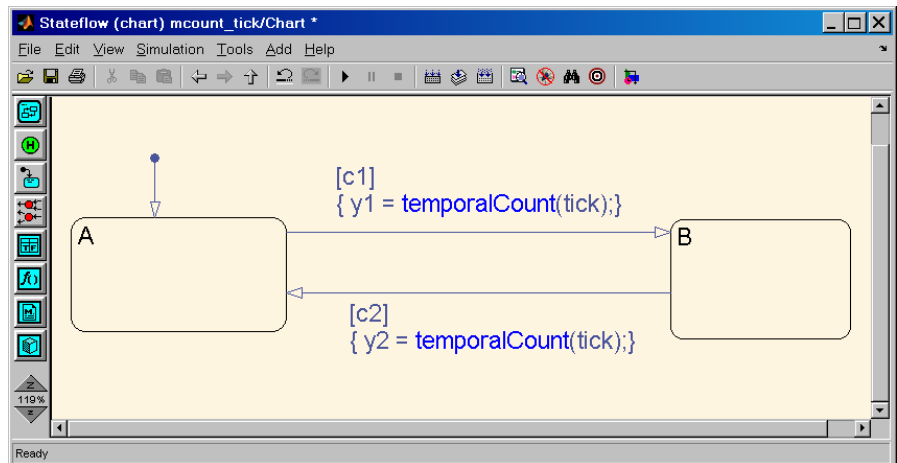 Stateflow (chart) mcount_tick/Chart *
File Edit View Simulation Tools Add Help
[c1]
{ y1 = temporalCount(tick);}
A
B
[c2]
{ y2 = temporalCount(tick);}
119%
Ready